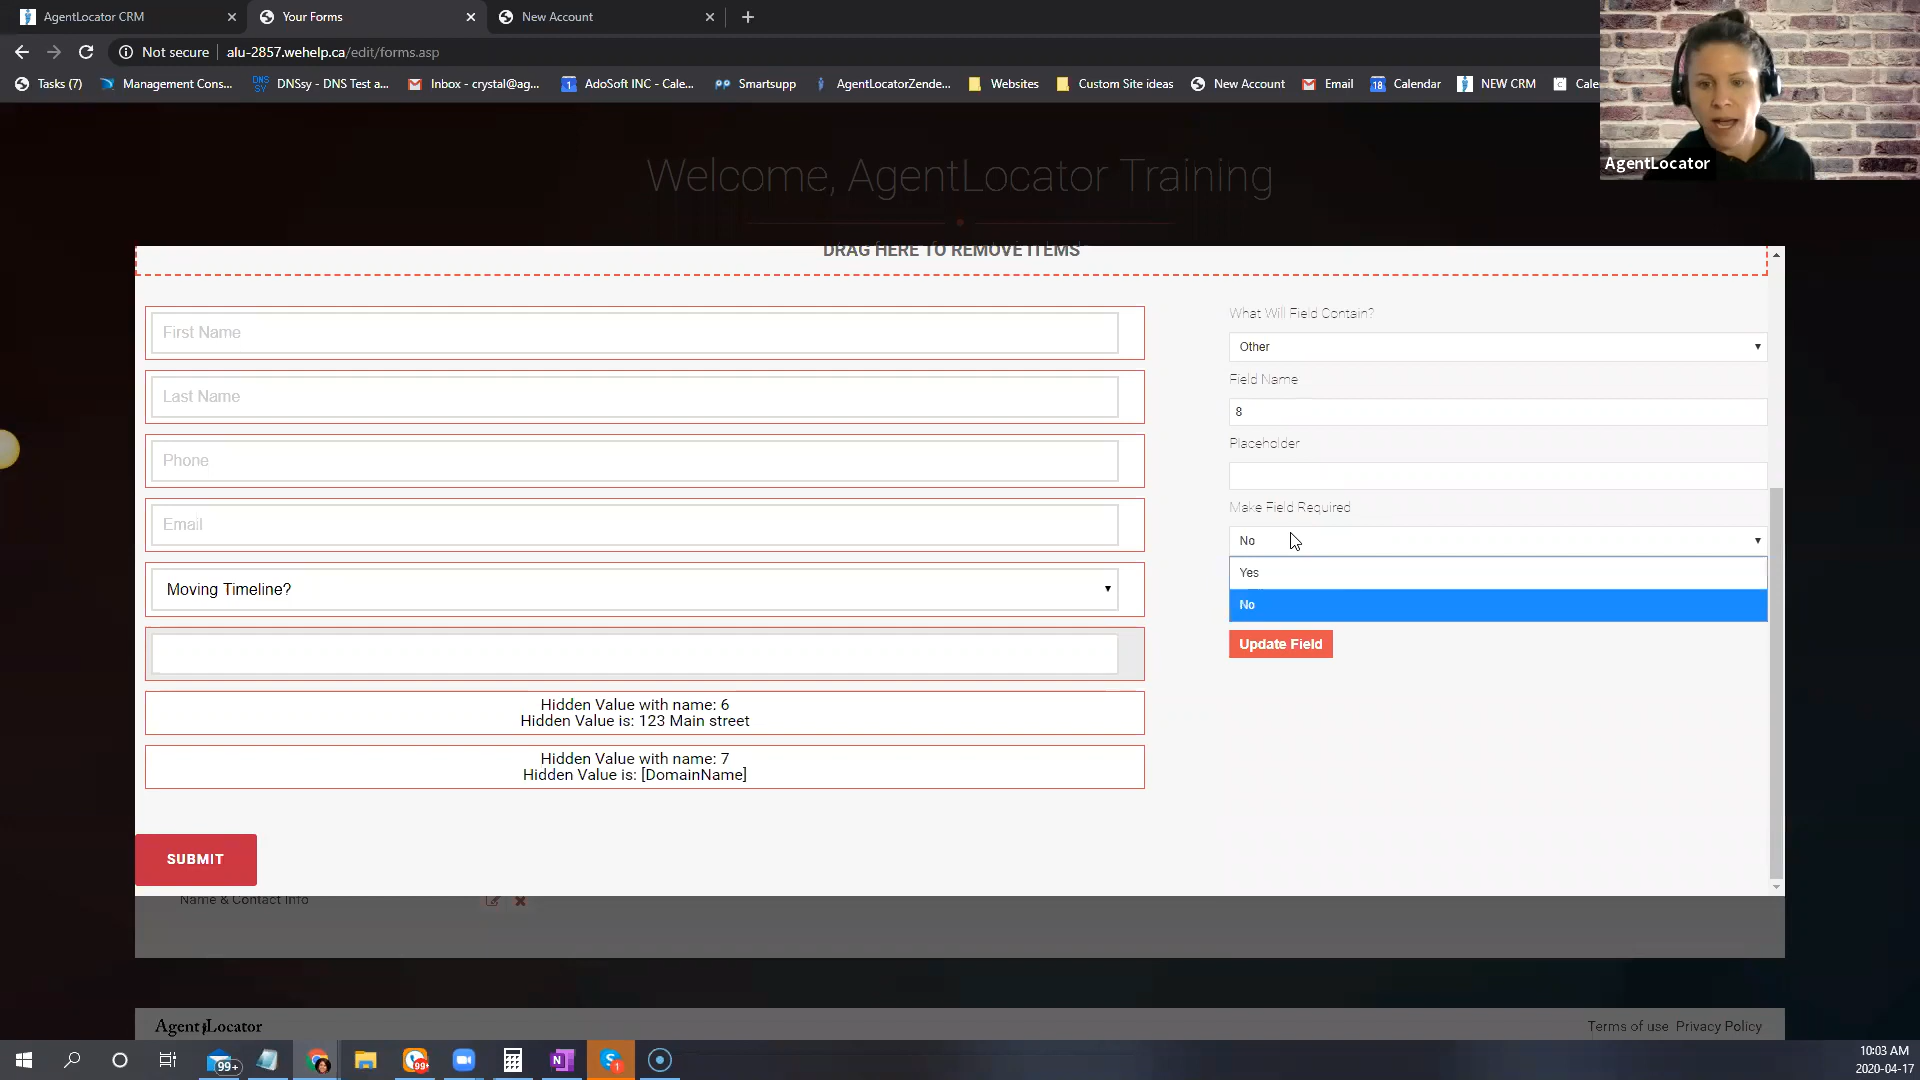 AgentLocator CRM
Your Forms
New Account
Not secure
alu-2857.wehelp.ca/edit/forms.asp
Tasks (7)
Management Cons...
DNSsy - DNS Test a...
Inbox - crystal@ag...
AdoSoft INC - Cale...
Smartsupp
AgentLocatorZende...
Websites
Custom Site ideas
New Account
Email
Calendar
NEW CRM
Cale
AgentLocator
Welcome, AgentLocator Training
DRAG HERE TO REMOVE ITEMS
First Name
Last Name
Phone
Email
Moving Timeline?
Hidden Value with name: 6
Hidden Value is: 123 Main street
Hidden Value with name: 7
Hidden Value is: [DomainName]
SUBMIT
What Will Field Contain?
Other
Field Name
8
Placeholder
Make Field Required
No
Yes
No
Update Field
Name & Contact Info
AgentLocator
Terms of use Privacy Policy
99+
99+
1
10:03 AM
2020-04-17